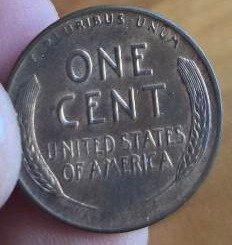 E · PLURIBUS · UNUM
ONE
CENT
UNITED STATES
OF AMERICA